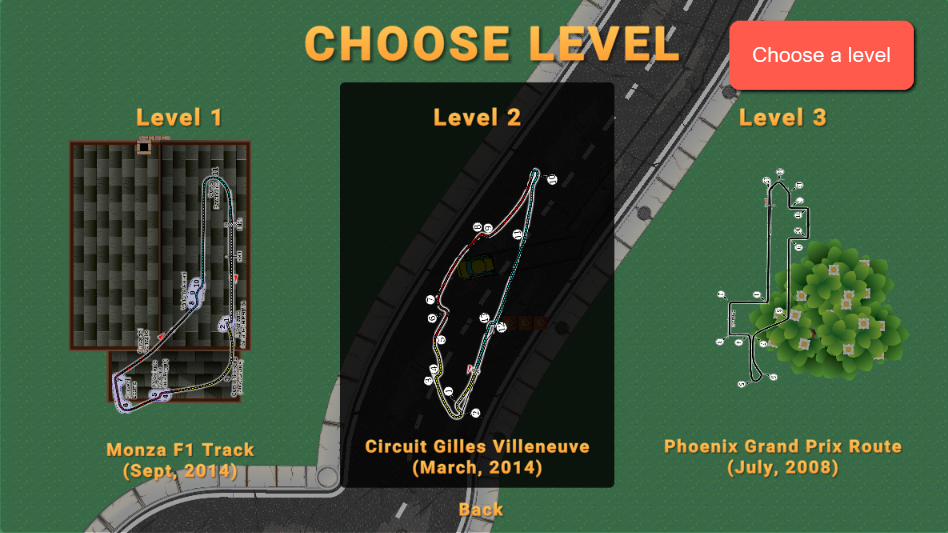 CHOOSE LEVEL
Choose a level
Level 1
Level 2
Level 3
Monza F1 Track
(Sept, 2014)
Circuit Gilles Villeneuve
(March, 2014)
Phoenix Grand Prix Route
(July, 2008)
Back